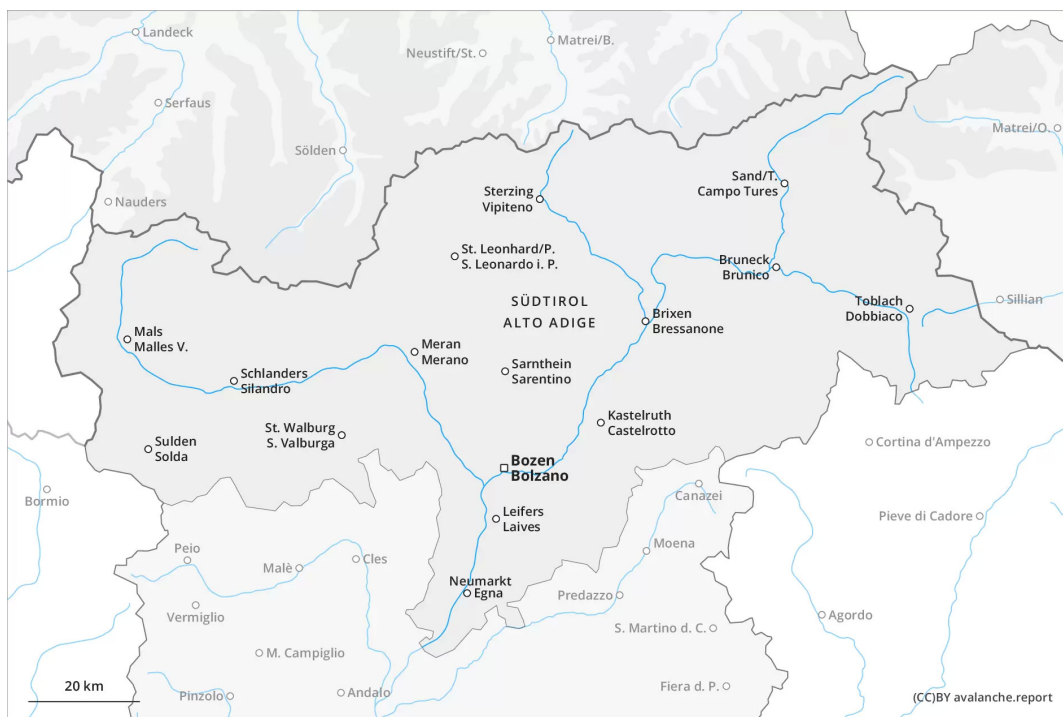 Landeck
Matrei/B.
Neustift/St.
Serfaus
Matrei/O.
Sölden
Nauders
Sand/T.
Campo Tures
Sterzing
Vipiteno
St. Leonhard/P.
S. Leonardo i. P.
Bruneck
Brunico
SÜDTIROL
ALTO ADIGE
Toblach
Dobbiaco
Sillian
Brixen
Bressanone
Mals
Malles V.
Meran
Merano
Sarnthein
Sarentino
Schlanders
Silandro
Kastelruth
Castelrotto
St. Walburg
S. Valburga
Sulden
Solda
Cortina d'Ampezzo
Bozen
Bolzano
Bormio
Canazei
Leifers
Laives
Pieve di Cadore
Moena
Peio
Cles
Malè
Neumarkt
Egna
Predazzo
Vermiglio
Agordo
S. Martino d. C.
M. Campiglio
Fiera d. P.
20 km
Pinzolo
Andalo
(CC)BY avalanche.report